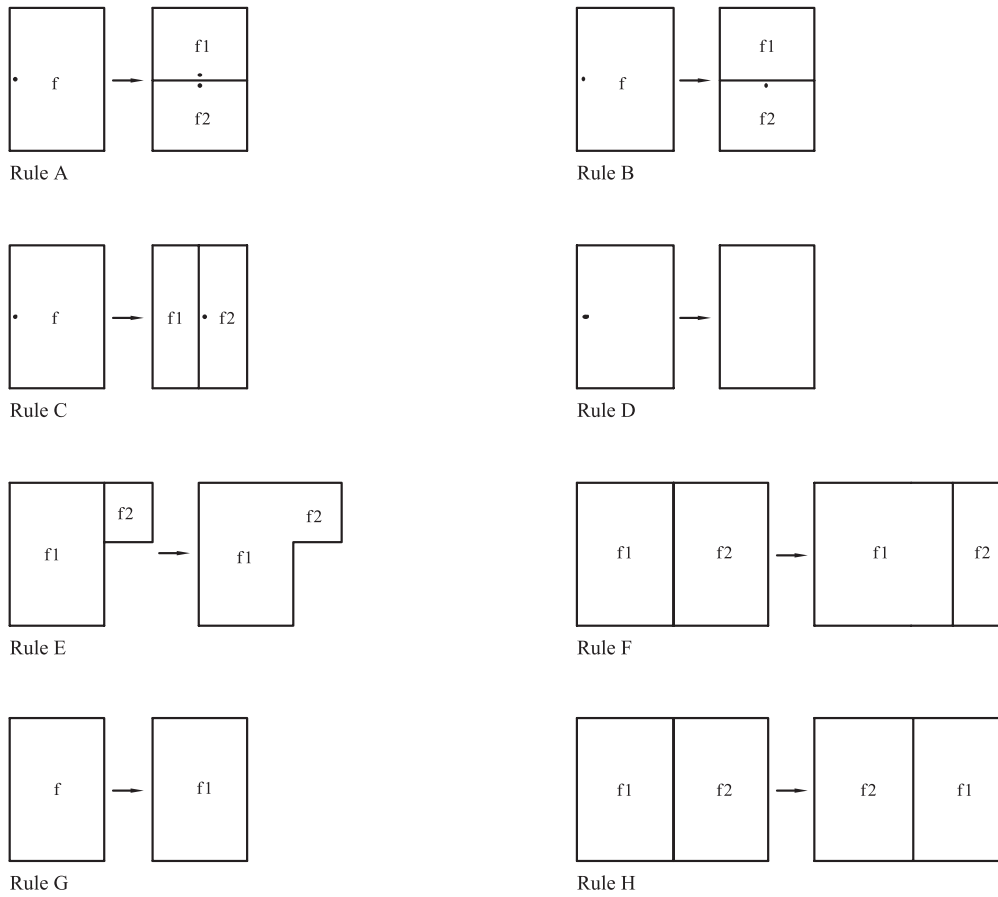 f f1 f2
Rule A
f f1 f2
Rule B
f f1 f2
Rule C
Rule D
f1 f2 f1 f2
Rule E
f1 f2 f1 f2
Rule F
f f1
Rule G
f1 f2 f2 f1
Rule H